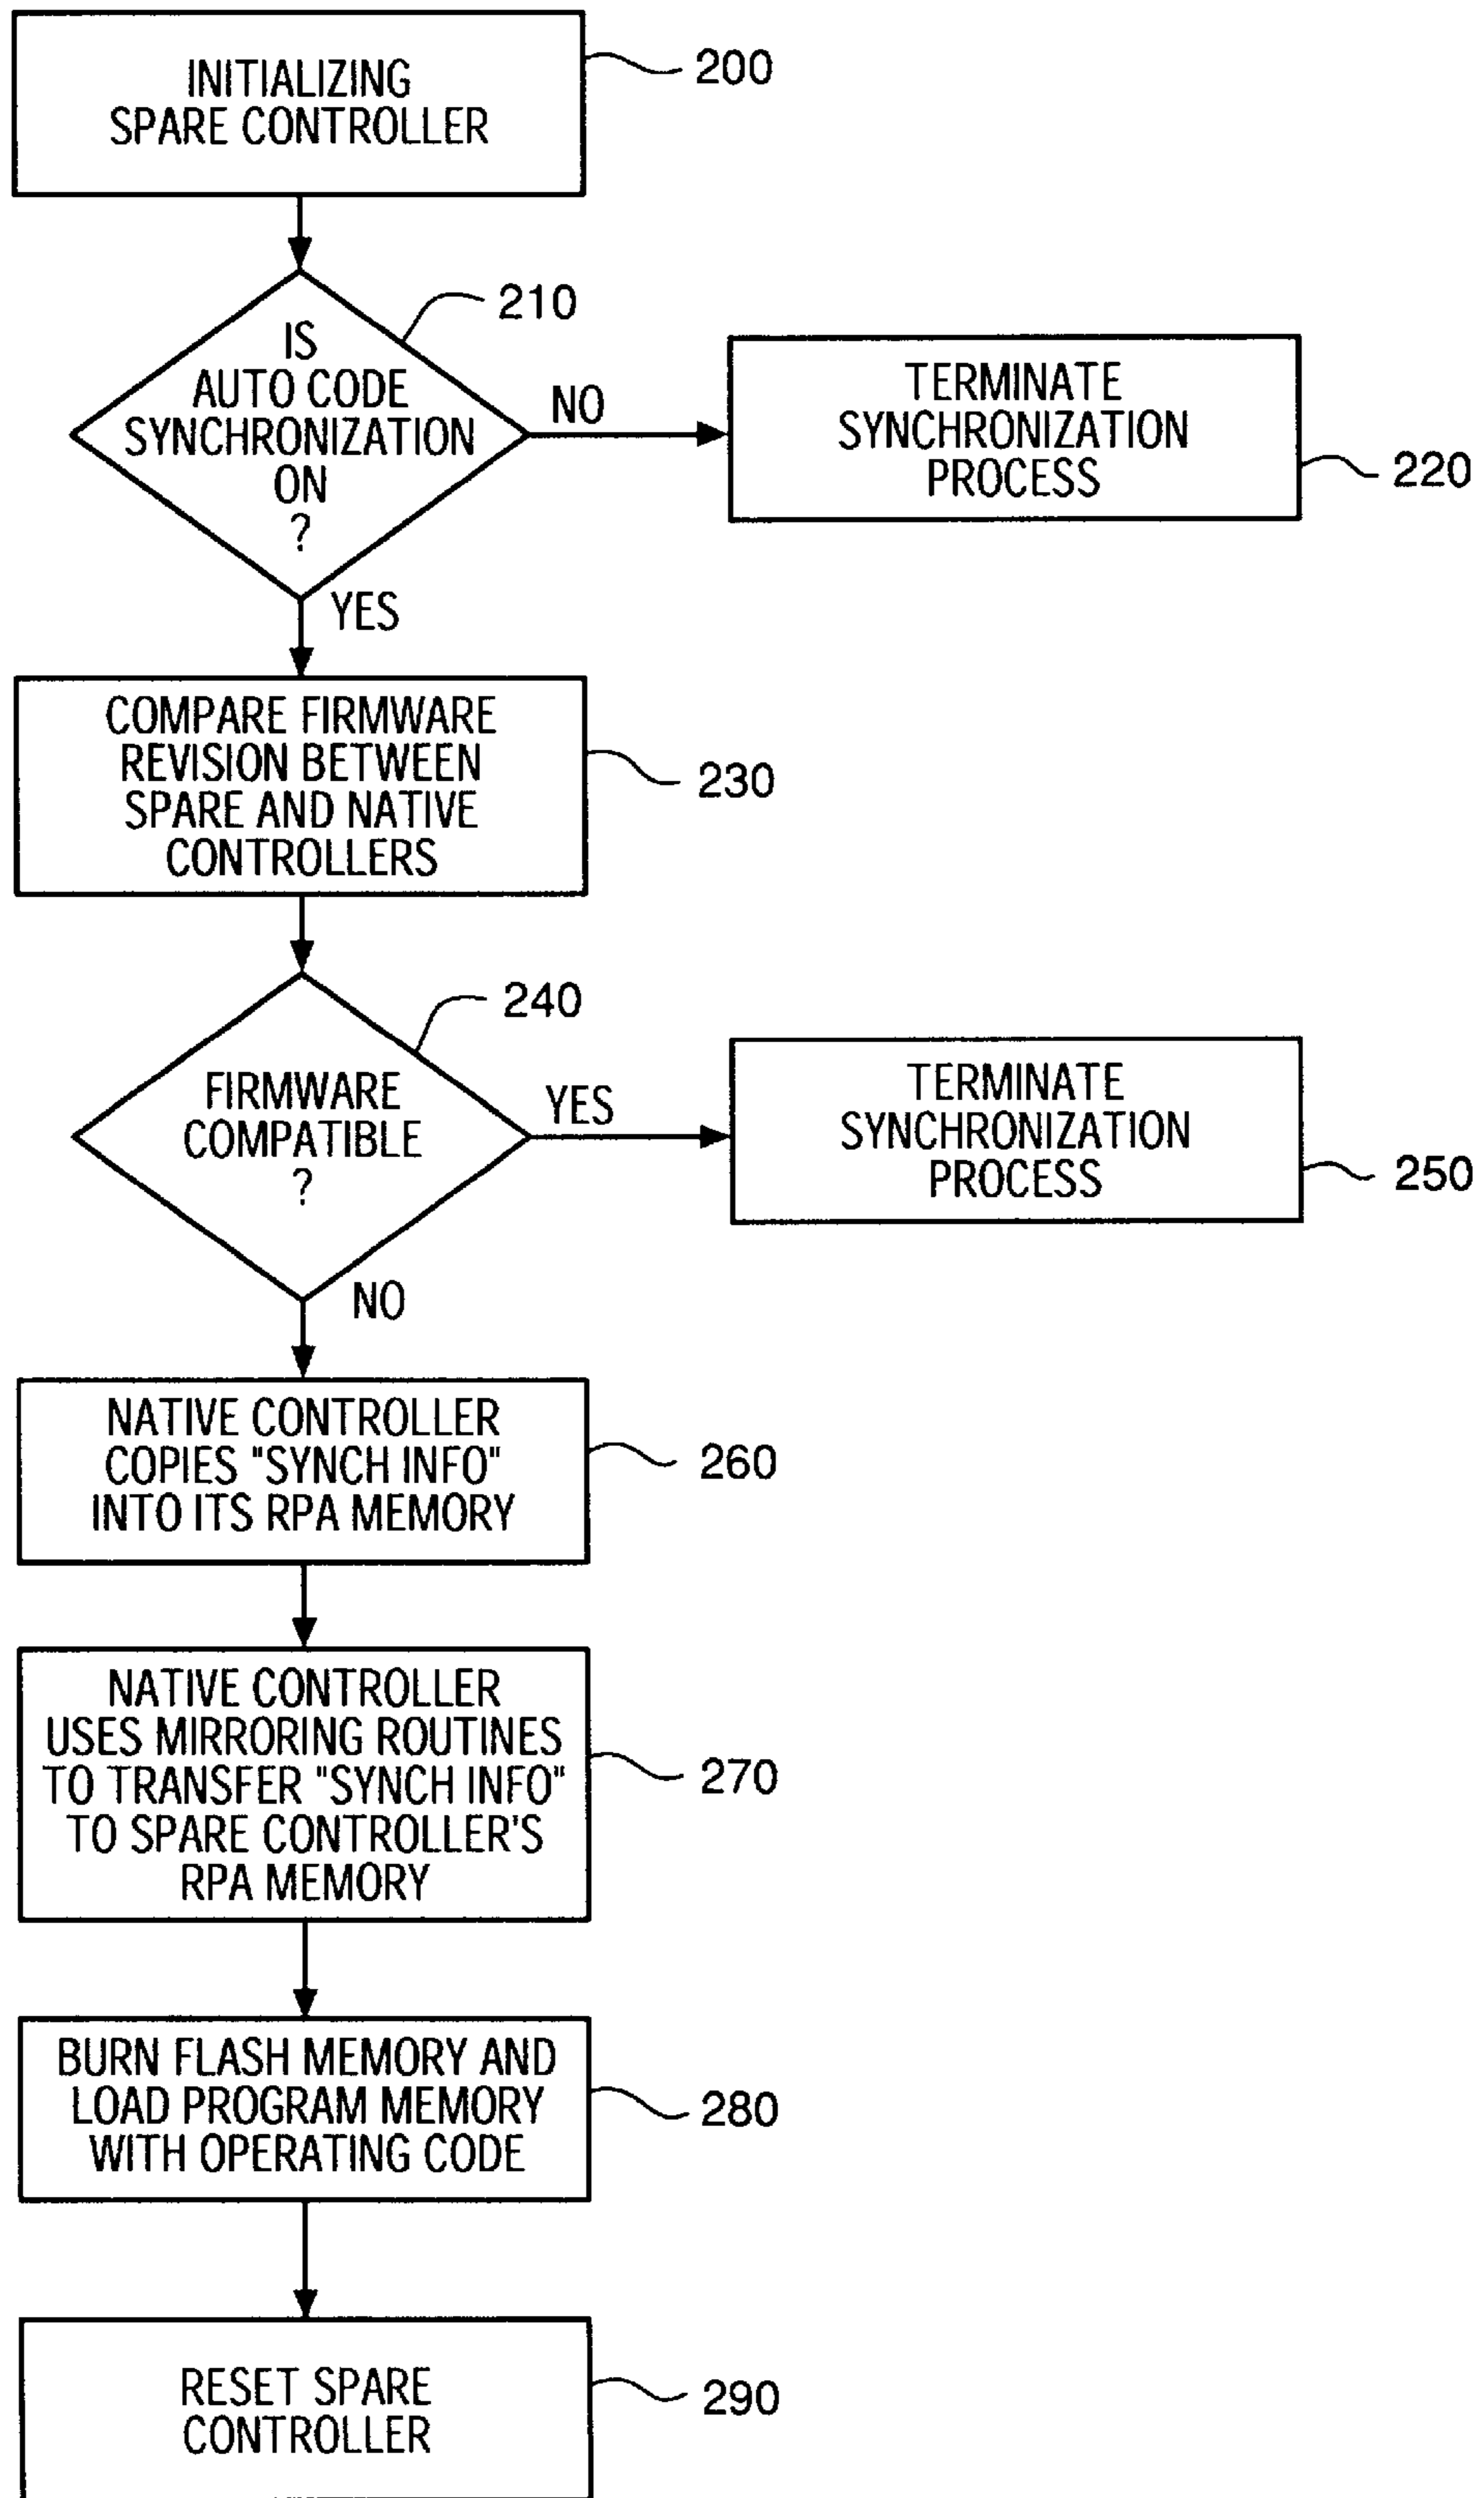 INITIALIZING
SPARE CONTROLLER
200
IS
AUTO CODE
SYNCHRONIZATION
ON
?
210
NO
TERMINATE
SYNCHRONIZATION
PROCESS
220
YES
COMPARE FIRMWARE
REVISION BETWEEN
SPARE AND NATIVE
CONTROLLERS
230
FIRMWARE
COMPATIBLE
?
240
YES
TERMINATE
SYNCHRONIZATION
PROCESS
250
NO
NATIVE CONTROLLER
COPIES "SYNCH INFO"
INTO ITS RPA MEMORY
260
NATIVE CONTROLLER
USES MIRRORING ROUTINES
TO TRANSFER "SYNCH INFO"
TO SPARE CONTROLLER'S
RPA MEMORY
270
BURN FLASH MEMORY AND
LOAD PROGRAM MEMORY
WITH OPERATING CODE
280
RESET SPARE
CONTROLLER
290